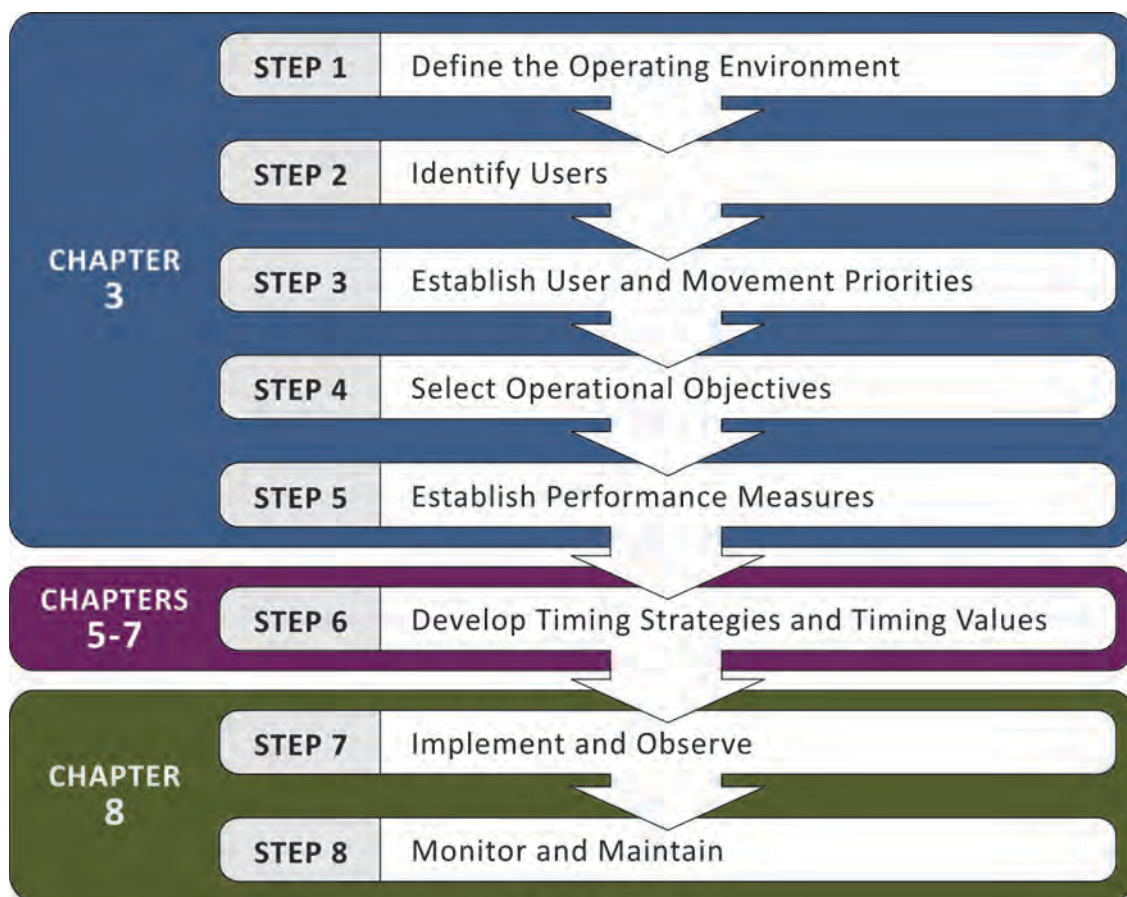 CHAPTER
3
STEP 1 Define the Operating Environment
STEP 2 Identify Users
STEP 3 Establish User and Movement Priorities
STEP 4 Select Operational Objectives
STEP 5 Establish Performance Measures
CHAPTERS
5-7
STEP 6 Develop Timing Strategies and Timing Values
CHAPTER
8
STEP 7 Implement and Observe
STEP 8 Monitor and Maintain